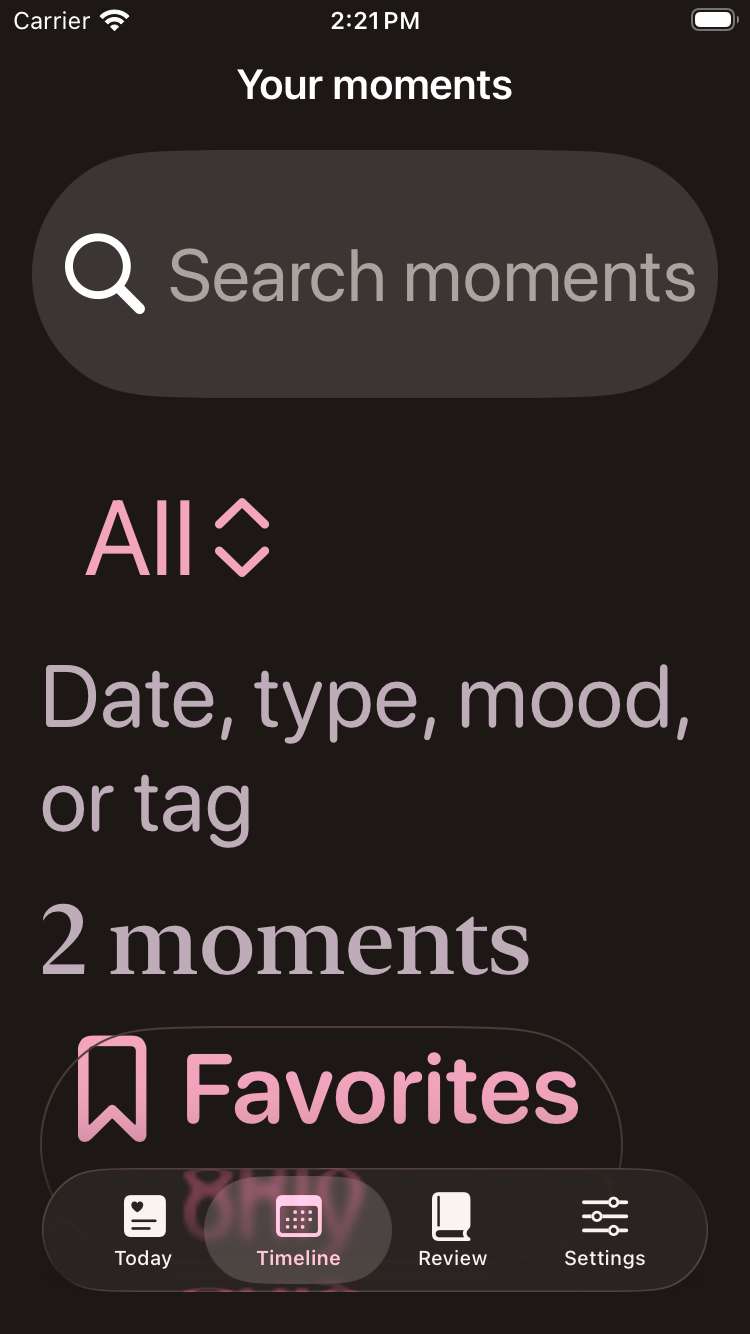 Carrier 2:21 PM
Your moments
Search moments
All
Date, type, mood,
or tag
2 moments
Favorites
Today Timeline Review Settings